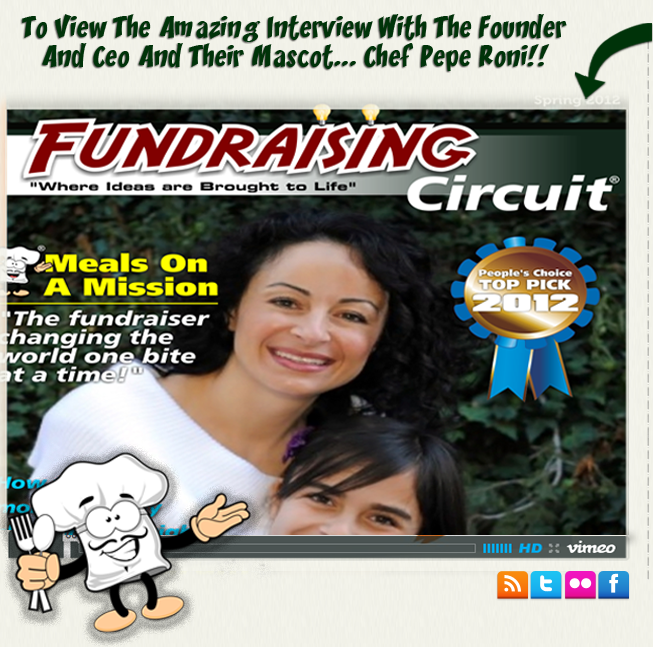 To View The Amazing Interview With The Founder
And Ceo And Their Mascot... Chef Pepe Roni!!
Spring 2012
FUNDRAISING
"Where Ideas are Brought to Life"
Circuit®
Meals On
A Mission
"The fundraiser
changing the
world one bite
at a time!"
People's Choice
TOP PICK
2012
HD vimeo